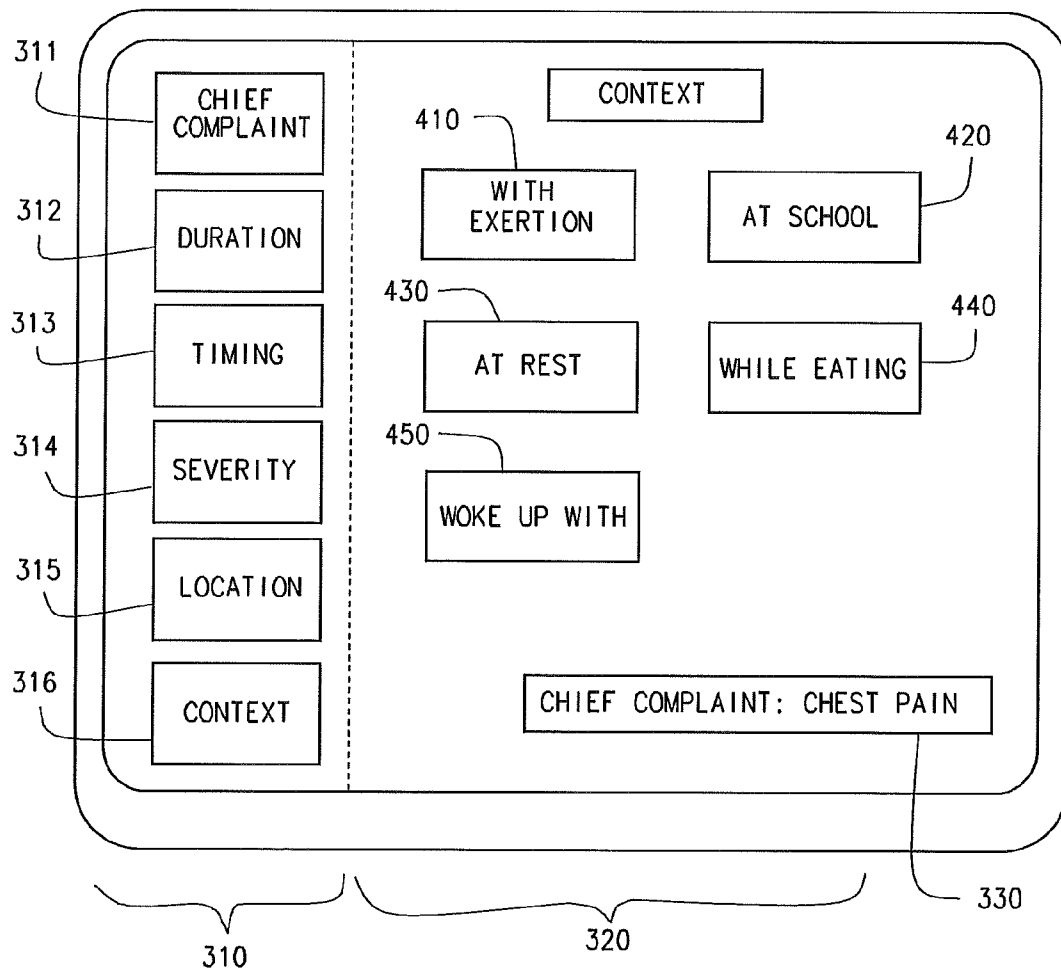 311
CHIEF
COMPLAINT
312
DURATION
313
TIMING
314
SEVERITY
315
LOCATION
316
CONTEXT
310
CONTEXT
410
WITH
EXERTION
420
AT SCHOOL
430
AT REST
440
WHILE EATING
450
WOKE UP WITH
CHIEF COMPLAINT: CHEST PAIN
330
320